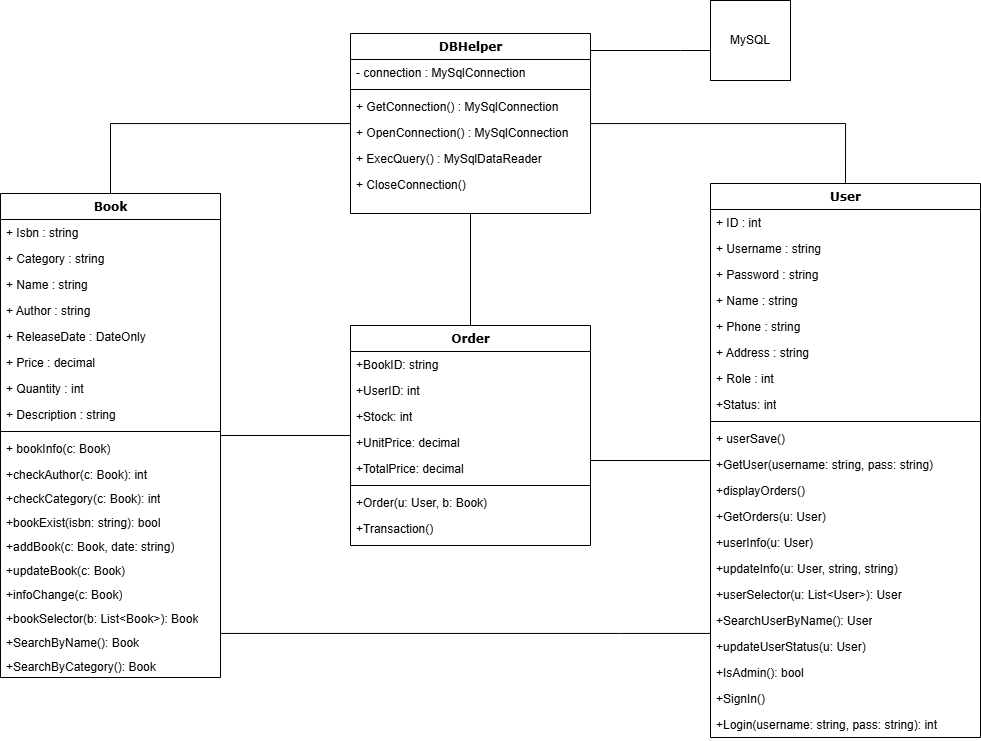 MySQL
DBHelper
- connection : MySqlConnection
+ GetConnection() : MySqlConnection
+ OpenConnection() : MySqlConnection
+ ExecQuery() : MySqlDataReader
+ CloseConnection()
Book
+ Isbn : string
+ Category : string
+ Name : string
+ Author : string
+ ReleaseDate : DateOnly
+ Price : decimal
+ Quantity : int
+ Description : string
+ bookInfo(c: Book)
+checkAuthor(c: Book): int
+checkCategory(c: Book): int
+bookExist(isbn: string): bool
+addBook(c: Book, date: string)
+updateBook(c: Book)
+infoChange(c: Book)
+bookSelector(b: List<Book>): Book
+SearchByName(): Book
+SearchByCategory(): Book
Order
+BookID: string
+UserID: int
+Stock: int
+UnitPrice: decimal
+TotalPrice: decimal
+Order(u: User, b: Book)
+Transaction()
User
+ ID : int
+ Username : string
+ Password : string
+ Name : string
+ Phone : string
+ Address : string
+ Role : int
+Status: int
+ userSave()
+GetUser(username: string, pass: string)
+displayOrders()
+GetOrders(u: User)
+userInfo(u: User)
+updateInfo(u: User, string, string)
+userSelector(u: List<User>): User
+SearchUserByName(): User
+updateUserStatus(u: User)
+IsAdmin(): bool
+SignIn()
+Login(username: string, pass: string): int